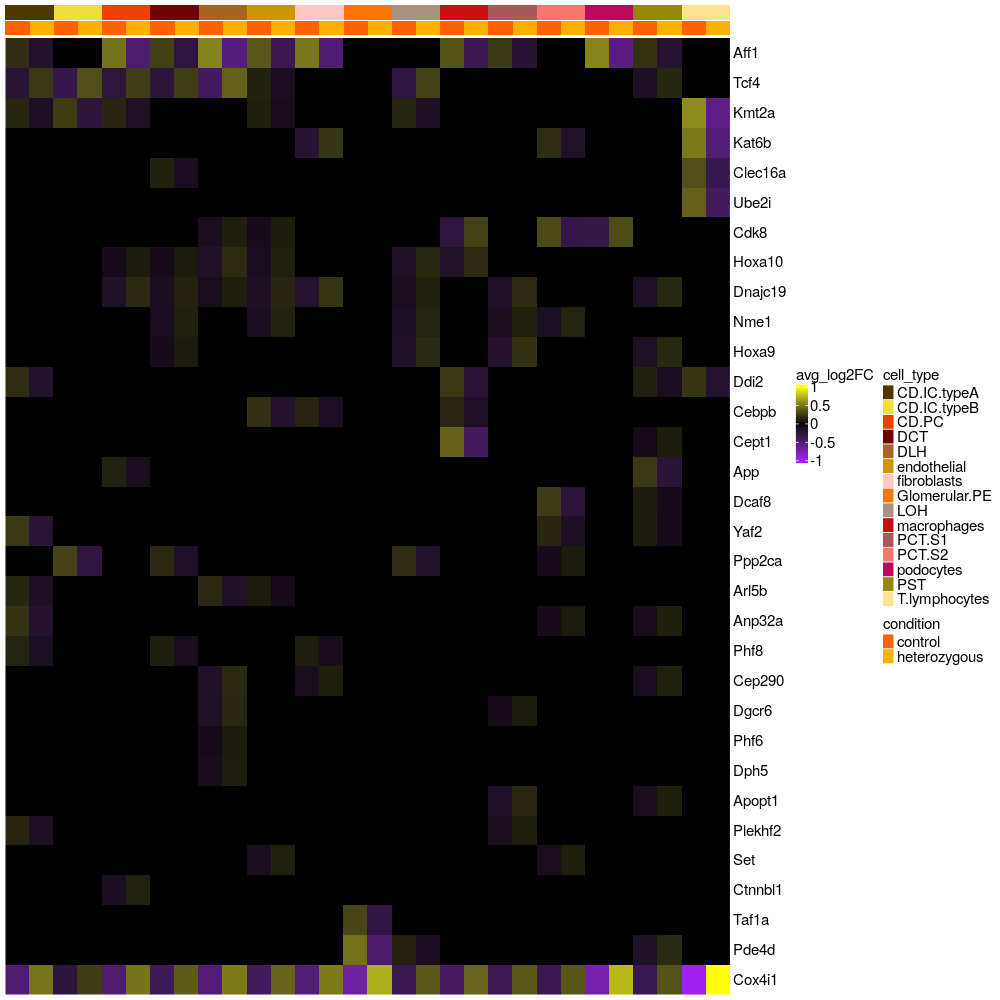 Aff1
Tcf4
Kmt2a
Kat6b
Clec16a
Ube2i
Cdk8
Hoxa10
Dnajc19
Nme1
Hoxa9
Ddi2
Cebpb
Cept1
App
Dcaf8
Yaf2
Ppp2ca
Arl5b
Anp32a
Phf8
Cep290
Dgcr6
Phf6
Dph5
Apopt1
Plekhf2
Set
Ctnnbl1
Taf1a
Pde4d
Cox4i1
avg_log2FC
1
0.5
0
-0.5
-1
cell_type
CD.IC.typeA
CD.IC.typeB
CD.PC
DCT
DLH
endothelial
fibroblasts
Glomerular.PE
LOH
macrophages
PCT.S1
PCT.S2
podocytes
PST
T.lymphocytes
condition
control
heterozygous